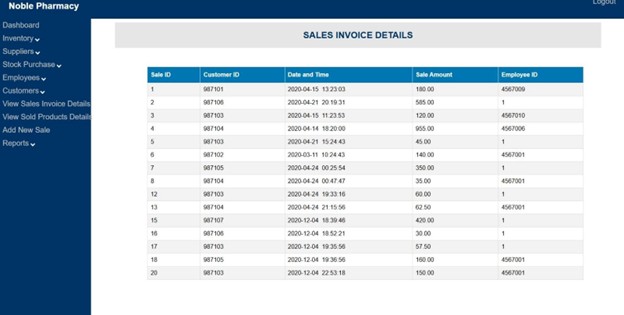 Noble Pharmacy
Logout
Dashboard
Inventory
Suppliers
Stock Purchase
Employees
Customers
View Sales Invoice Details
View Sold Products Details
Add New Sale
Reports
SALES INVOICE DETAILS
Sale ID Customer ID Date and Time Sale Amount Employee ID
1 987101 2020-04-15 13:23:03 180.00 4567009
2 987106 2020-04-21 20:19:31 585.00 1
3 987103 2020-04-15 11:23:53 120.00 4567010
4 987104 2020-04-14 18:20:00 955.00 4567006
5 987103 2020-04-21 15:24:43 45.00 1
6 987102 2020-03-11 10:24:43 140.00 4567001
7 987105 2020-04-24 00:25:54 350.00 1
8 987104 2020-04-24 00:47:47 35.00 4567001
12 987103 2020-04-24 19:33:16 60.00 1
13 987104 2020-04-24 21:15:56 62.50 4567001
15 987107 2020-12-04 18:39:46 420.00 1
16 987106 2020-12-04 18:52:21 30.00 1
17 987103 2020-12-04 19:35:56 57.50 1
18 987105 2020-12-04 19:36:56 160.00 4567001
20 987103 2020-12-04 22:53:18 150.00 4567001